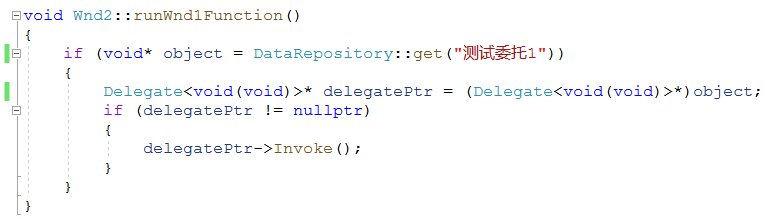 void Wnd2::runWnd1Function()
{
if (void* object = DataRepository::get("测试委托1"))
{
Delegate<void(void)>* delegatePtr = (Delegate<void(void)>*)object;
if (delegatePtr != nullptr)
{
delegatePtr->Invoke();
}
}
}